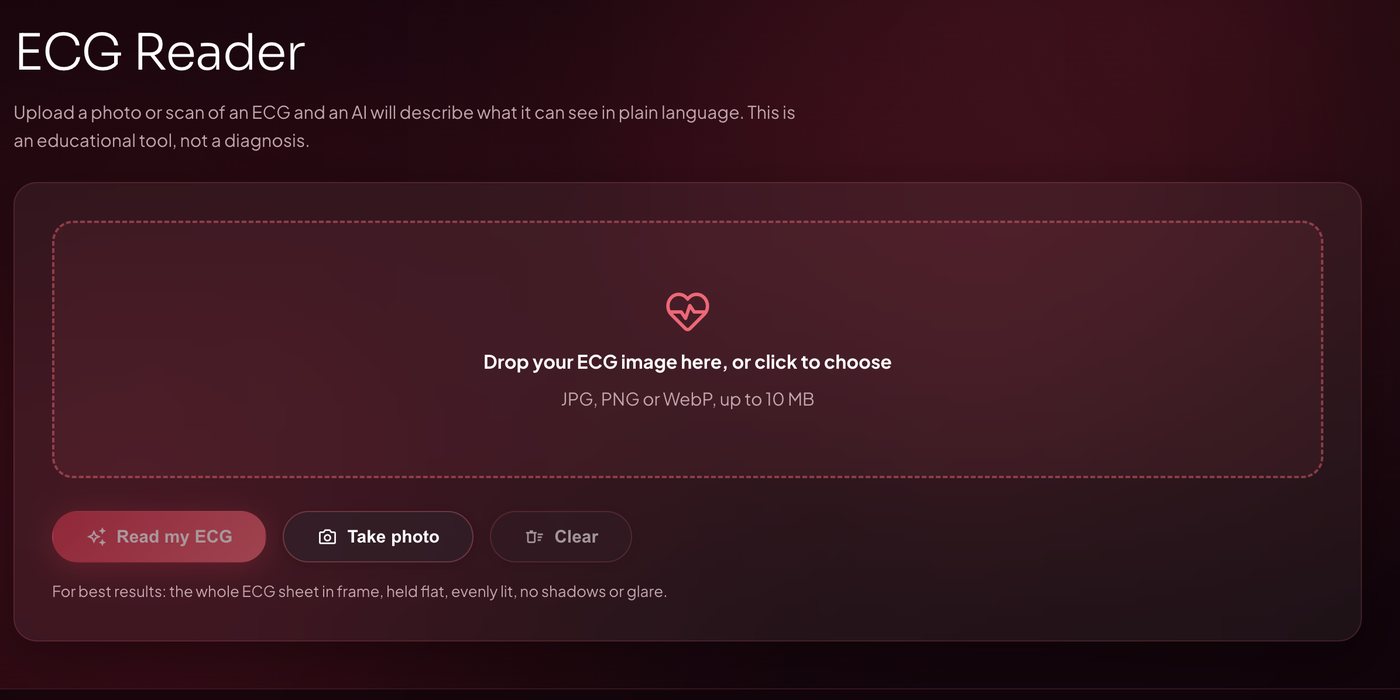 ECG Reader
Upload a photo or scan of an ECG and an AI will describe what it can see in plain language. This is
an educational tool, not a diagnosis.
Drop your ECG image here, or click to choose
JPG, PNG or WebP, up to 10 MB
Read my ECG
Take photo
Clear
For best results: the whole ECG sheet in frame, held flat, evenly lit, no shadows or glare.